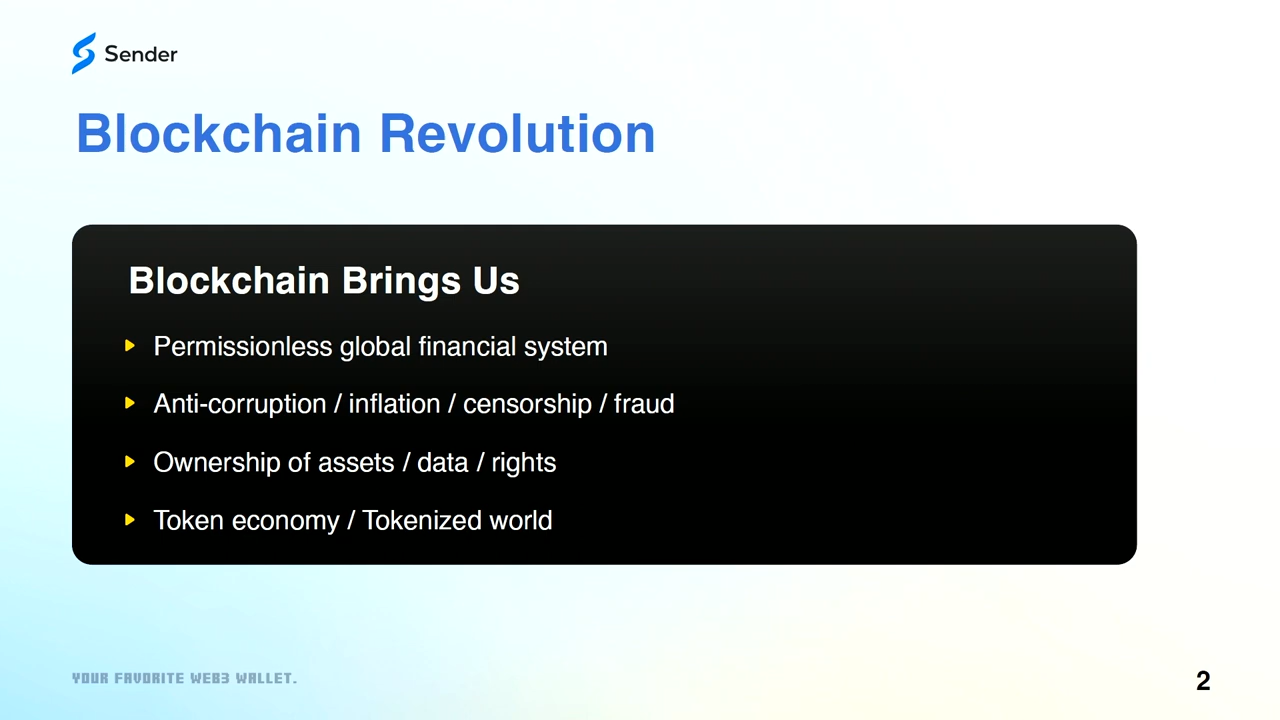 Sender
Blockchain Revolution
Blockchain Brings Us
Permissionless global financial system
Anti-corruption / inflation / censorship / fraud
Ownership of assets / data / rights
Token economy / Tokenized world
YOUR FAVORITE WEB3 WALLET.
2